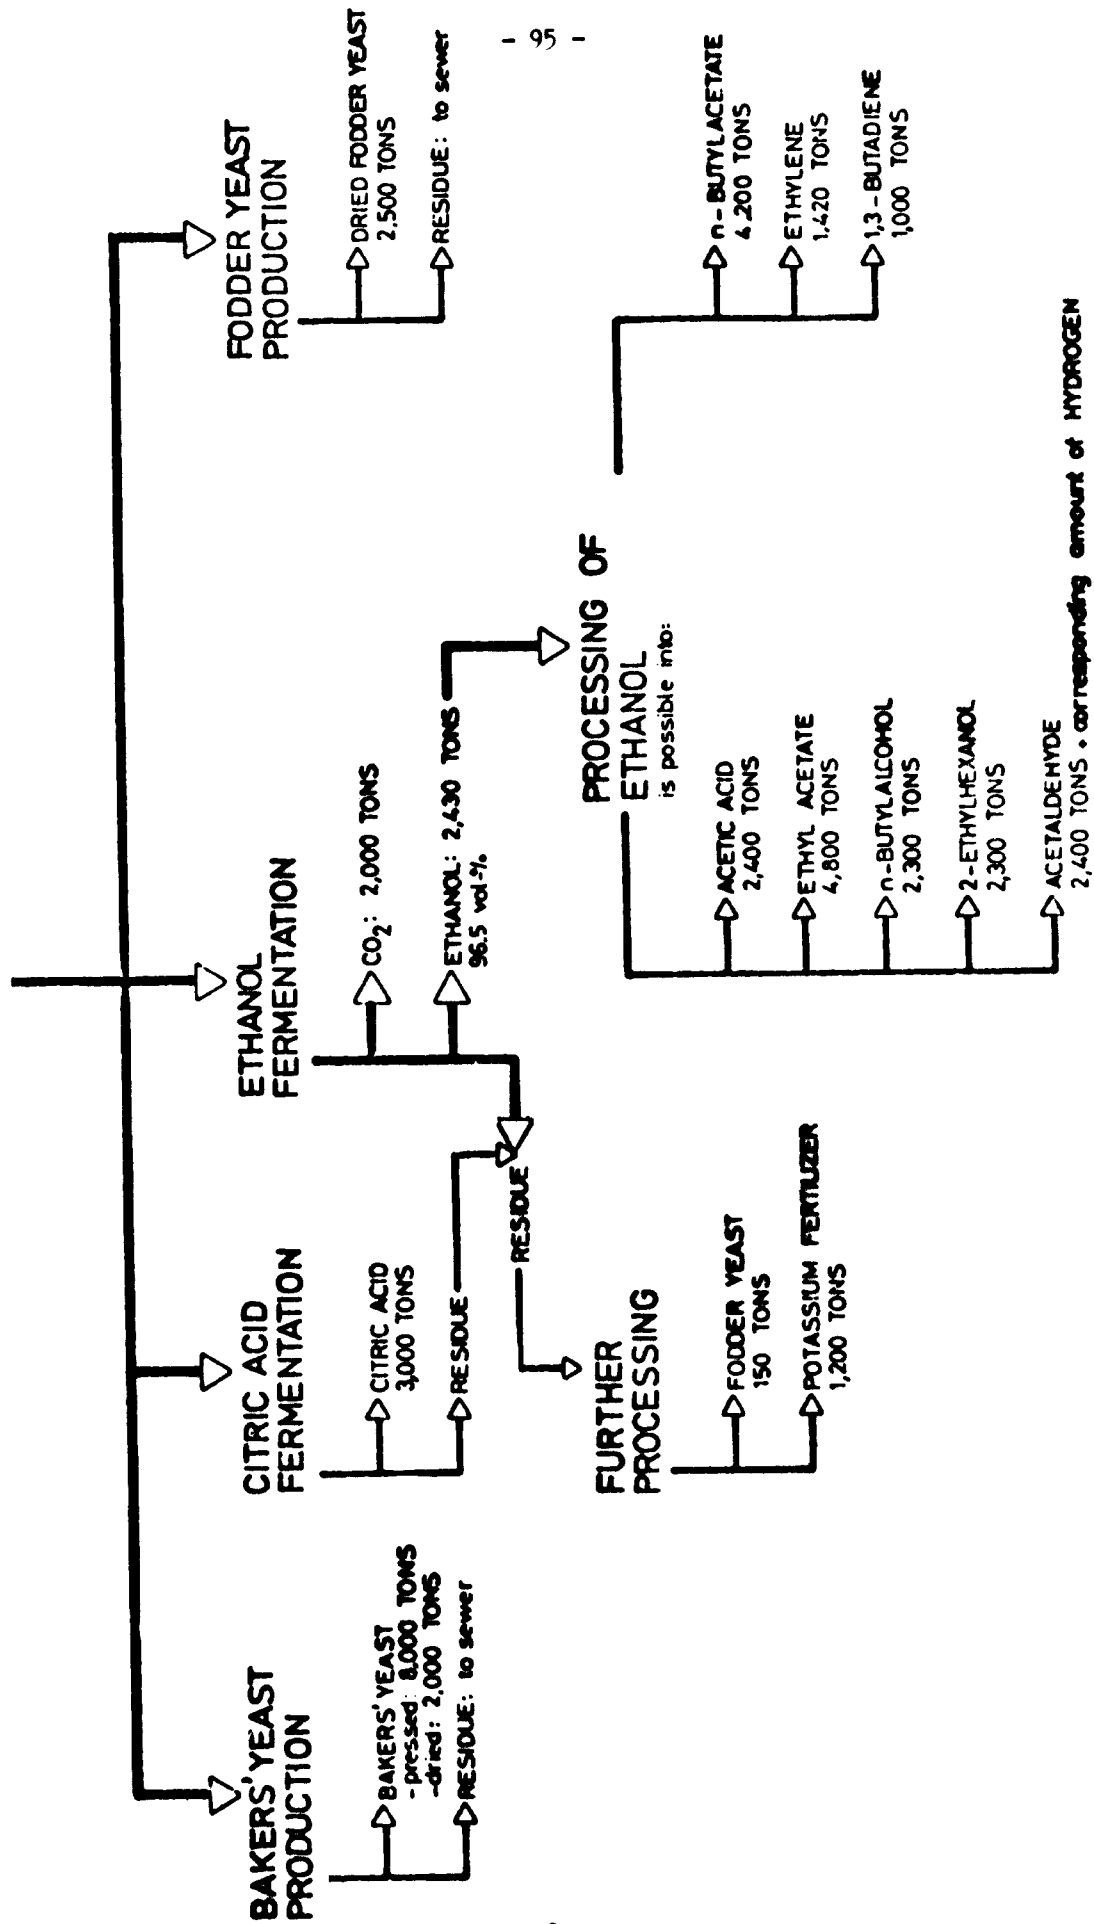 - 95 -
BAKERS' YEAST
PRODUCTION
BAKERS' YEAST
- pressed: 8,000 TONS
- dried: 2,000 TONS
RESIDUE: to sewer
CITRIC ACID
FERMENTATION
CITRIC ACID
3,000 TONS
RESIDUE
ETHANOL
FERMENTATION
CO2: 2,000 TONS
ETHANOL: 2,430 TONS
96.5 vol-%
RESIDUE
FODDER YEAST
PRODUCTION
DRIED FODDER YEAST
2,500 TONS
RESIDUE: to sewer
FURTHER
PROCESSING
FODDER YEAST
150 TONS
POTASSIUM FERTILIZER
1,200 TONS
PROCESSING OF
ETHANOL
is possible into:
ACETIC ACID
2,400 TONS
ETHYL ACETATE
4,800 TONS
n-BUTYLALCOHOL
2,300 TONS
2-ETHYLHEXANOL
2,300 TONS
ACETALDEHYDE
2,400 TONS + corresponding amount of HYDROGEN
n-BUTYLACETATE
4,200 TONS
ETHYLENE
1,420 TONS
1,3-BUTADIENE
1,000 TONS